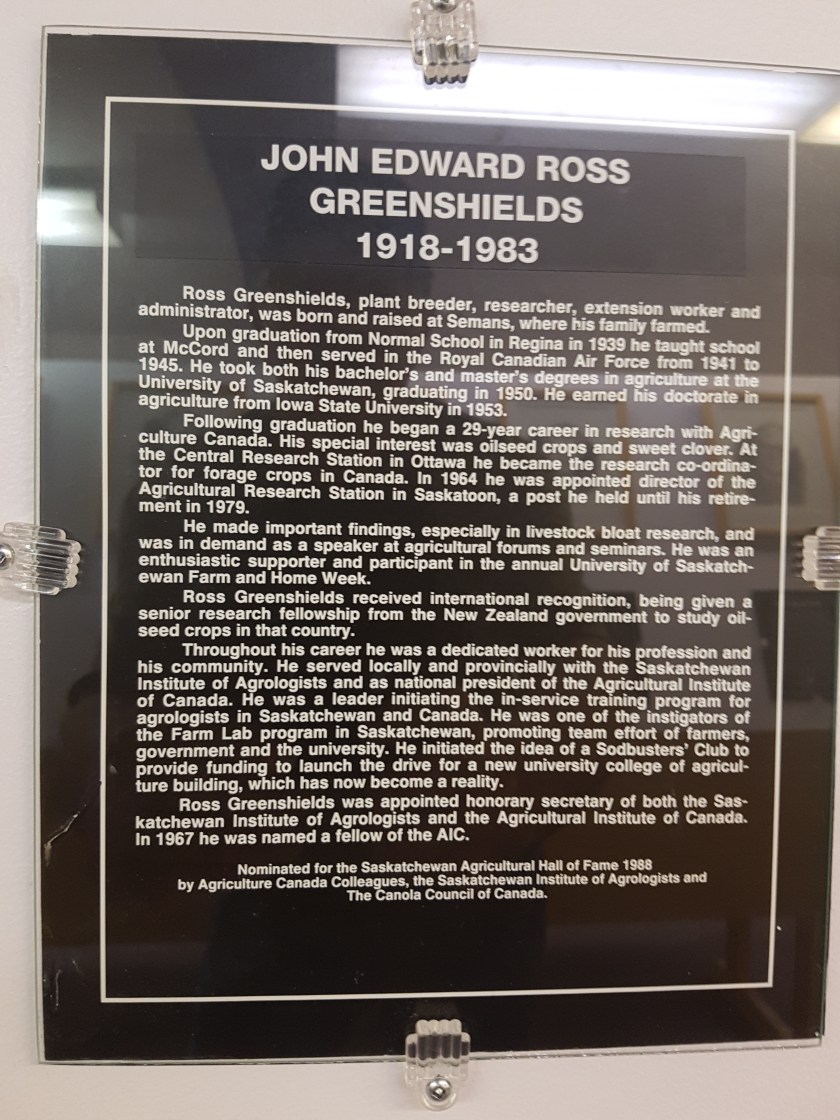 JOHN EDWARD ROSS
GREENSHIELDS
1918-1983
Ross Greenshields, plant breeder, researcher, extension worker and
administrator, was born and raised at Semans, where his family farmed.
Upon graduation from Normal School in Regina in 1939 he taught school
at McCord and then served in the Royal Canadian Air Force from 1941 to
1945. He took both his bachelor's and master's degrees in agriculture at the
University of Saskatchewan, graduating in 1950. He earned his doctorate in
agriculture from Iowa State University in 1953.
Following graduation he began a 29-year career in research with Agri-
culture Canada. His special interest was oilseed crops and sweet clover. At
the Central Research Station in Ottawa he became the research co-ordina-
tor for forage crops in Canada. In 1964 he was appointed director of the
Agricultural Research Station in Saskatoon, a post he held until his retire-
ment in 1979.
He made important findings, especially in livestock bloat research, and
was in demand as a speaker at agricultural forums and seminars. He was an
enthusiastic supporter and participant in the annual University of Saskatch-
ewan Farm and Home Week.
Ross Greenshields received international recognition, being given a
senior research fellowship from the New Zealand government to study oil-
seed crops in that country.
Throughout his career he was a dedicated worker for his profession and
his community. He served locally and provincially with the Saskatchewan
Institute of Agrologists and as national president of the Agricultural Institute
of Canada. He was a leader initiating the in-service training program for
agrologists in Saskatchewan and Canada. He was one of the instigators of
the Farm Lab program in Saskatchewan, promoting team effort of farmers,
government and the university. He initiated the idea of a Sodbusters' Club to
provide funding to launch the drive for a new university college of agricul-
ture building, which has now become a reality.
Ross Greenshields was appointed honorary secretary of both the Sas-
katchewan Institute of Agrologists and the Agricultural Institute of Canada.
In 1967 he was named a fellow of the AIC.
Nominated for the Saskatchewan Agricultural Hall of Fame 1988
by Agriculture Canada Colleagues, the Saskatchewan Institute of Agrologists and
The Canola Council of Canada.